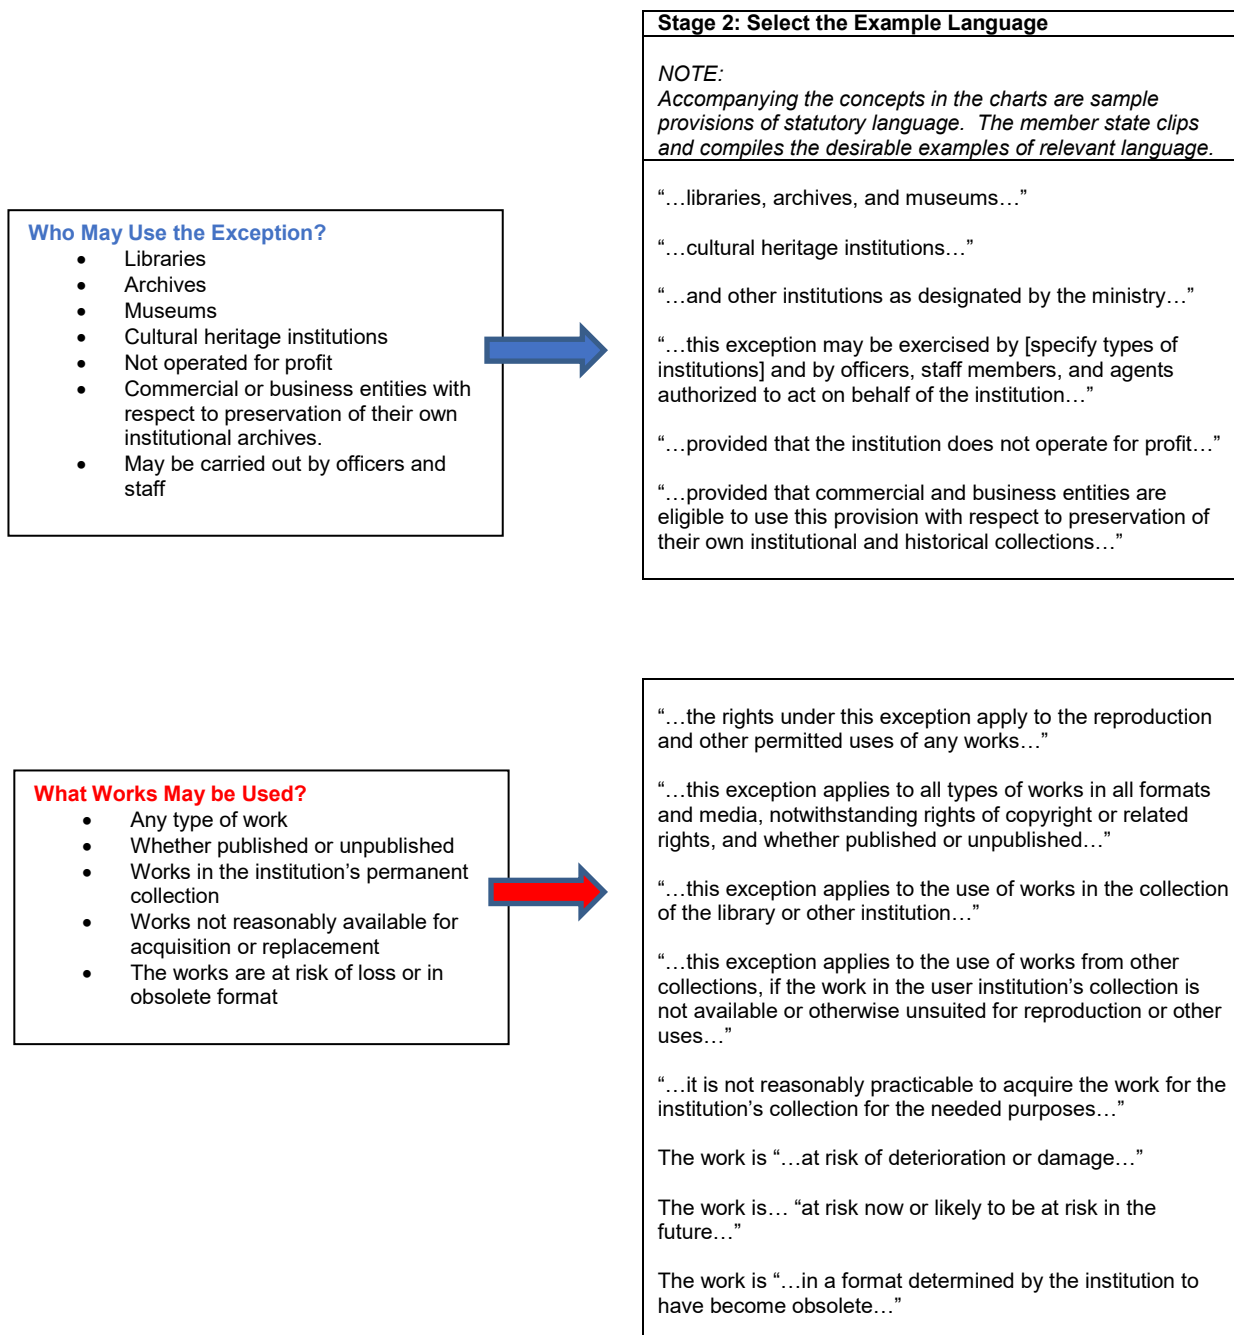 Stage 2: Select the Example Language
NOTE:
Accompanying the concepts in the charts are sample
provisions of statutory language.  The member state clips
and compiles the desirable examples of relevant language.
Who May Use the Exception?
• Libraries
• Archives
• Museums
• Cultural heritage institutions
• Not operated for profit
• Commercial or business entities with
respect to preservation of their own
institutional archives.
• May be carried out by officers and
staff
“…libraries, archives, and museums…”
“…cultural heritage institutions…”
“…and other institutions as designated by the ministry…”
“…this exception may be exercised by [specify types of
institutions] and by officers, staff members, and agents
authorized to act on behalf of the institution…”
“…provided that the institution does not operate for profit…”
“…provided that commercial and business entities are
eligible to use this provision with respect to preservation of
their own institutional and historical collections…”
What Works May be Used?
• Any type of work
• Whether published or unpublished
• Works in the institution’s permanent
collection
• Works not reasonably available for
acquisition or replacement
• The works are at risk of loss or in
obsolete format
“…the rights under this exception apply to the reproduction
and other permitted uses of any works…”
“…this exception applies to all types of works in all formats
and media, notwithstanding rights of copyright or related
rights, and whether published or unpublished…”
“…this exception applies to the use of works in the collection
of the library or other institution…”
“…this exception applies to the use of works from other
collections, if the work in the user institution’s collection is
not available or otherwise unsuited for reproduction or other
uses…”
“…it is not reasonably practicable to acquire the work for the
institution’s collection for the needed purposes…”
The work is “…at risk of deterioration or damage…”
The work is… “at risk now or likely to be at risk in the
future…”
The work is “…in a format determined by the institution to
have become obsolete…”